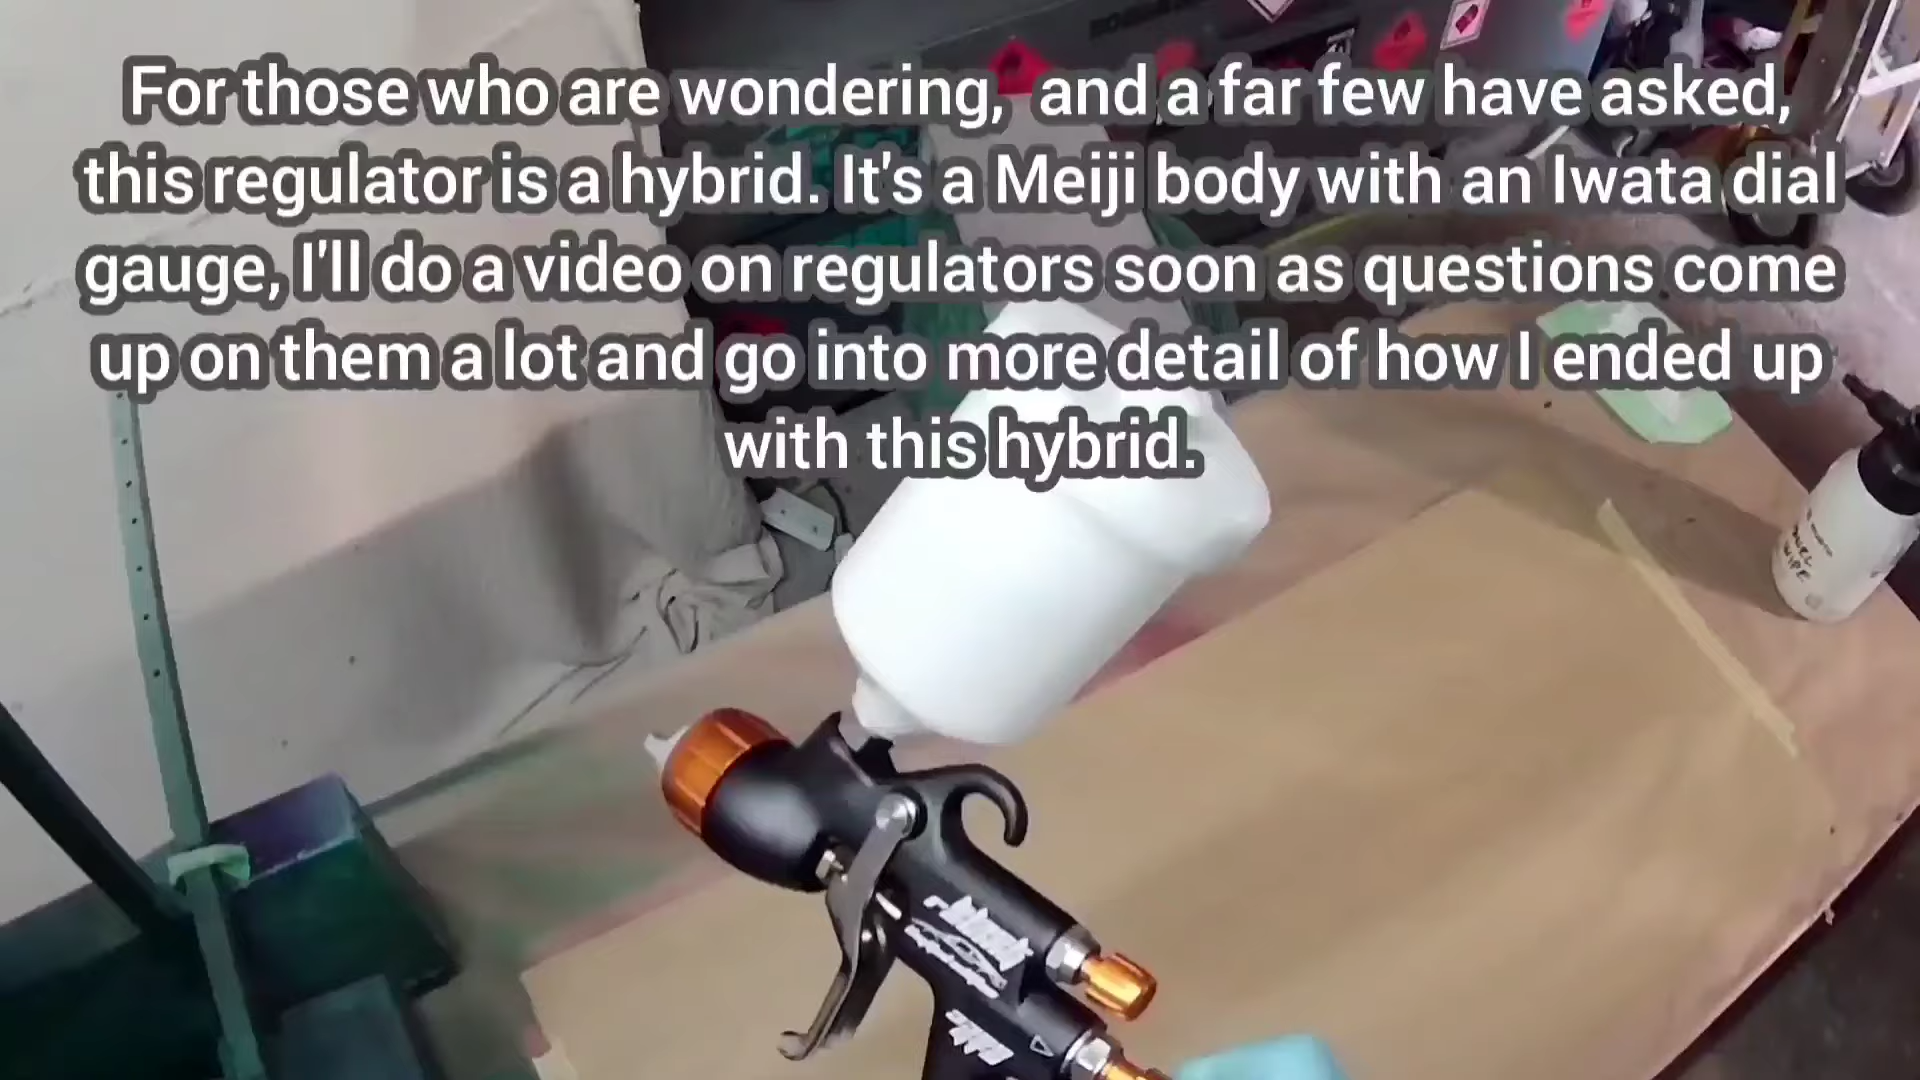 For those who are wondering, and a far few have asked,
this regulator is a hybrid. It's a Meiji body with an Iwata dial
gauge, I'll do a video on regulators soon as questions come
up on them a lot and go into more detail of how I ended up
with this hybrid.